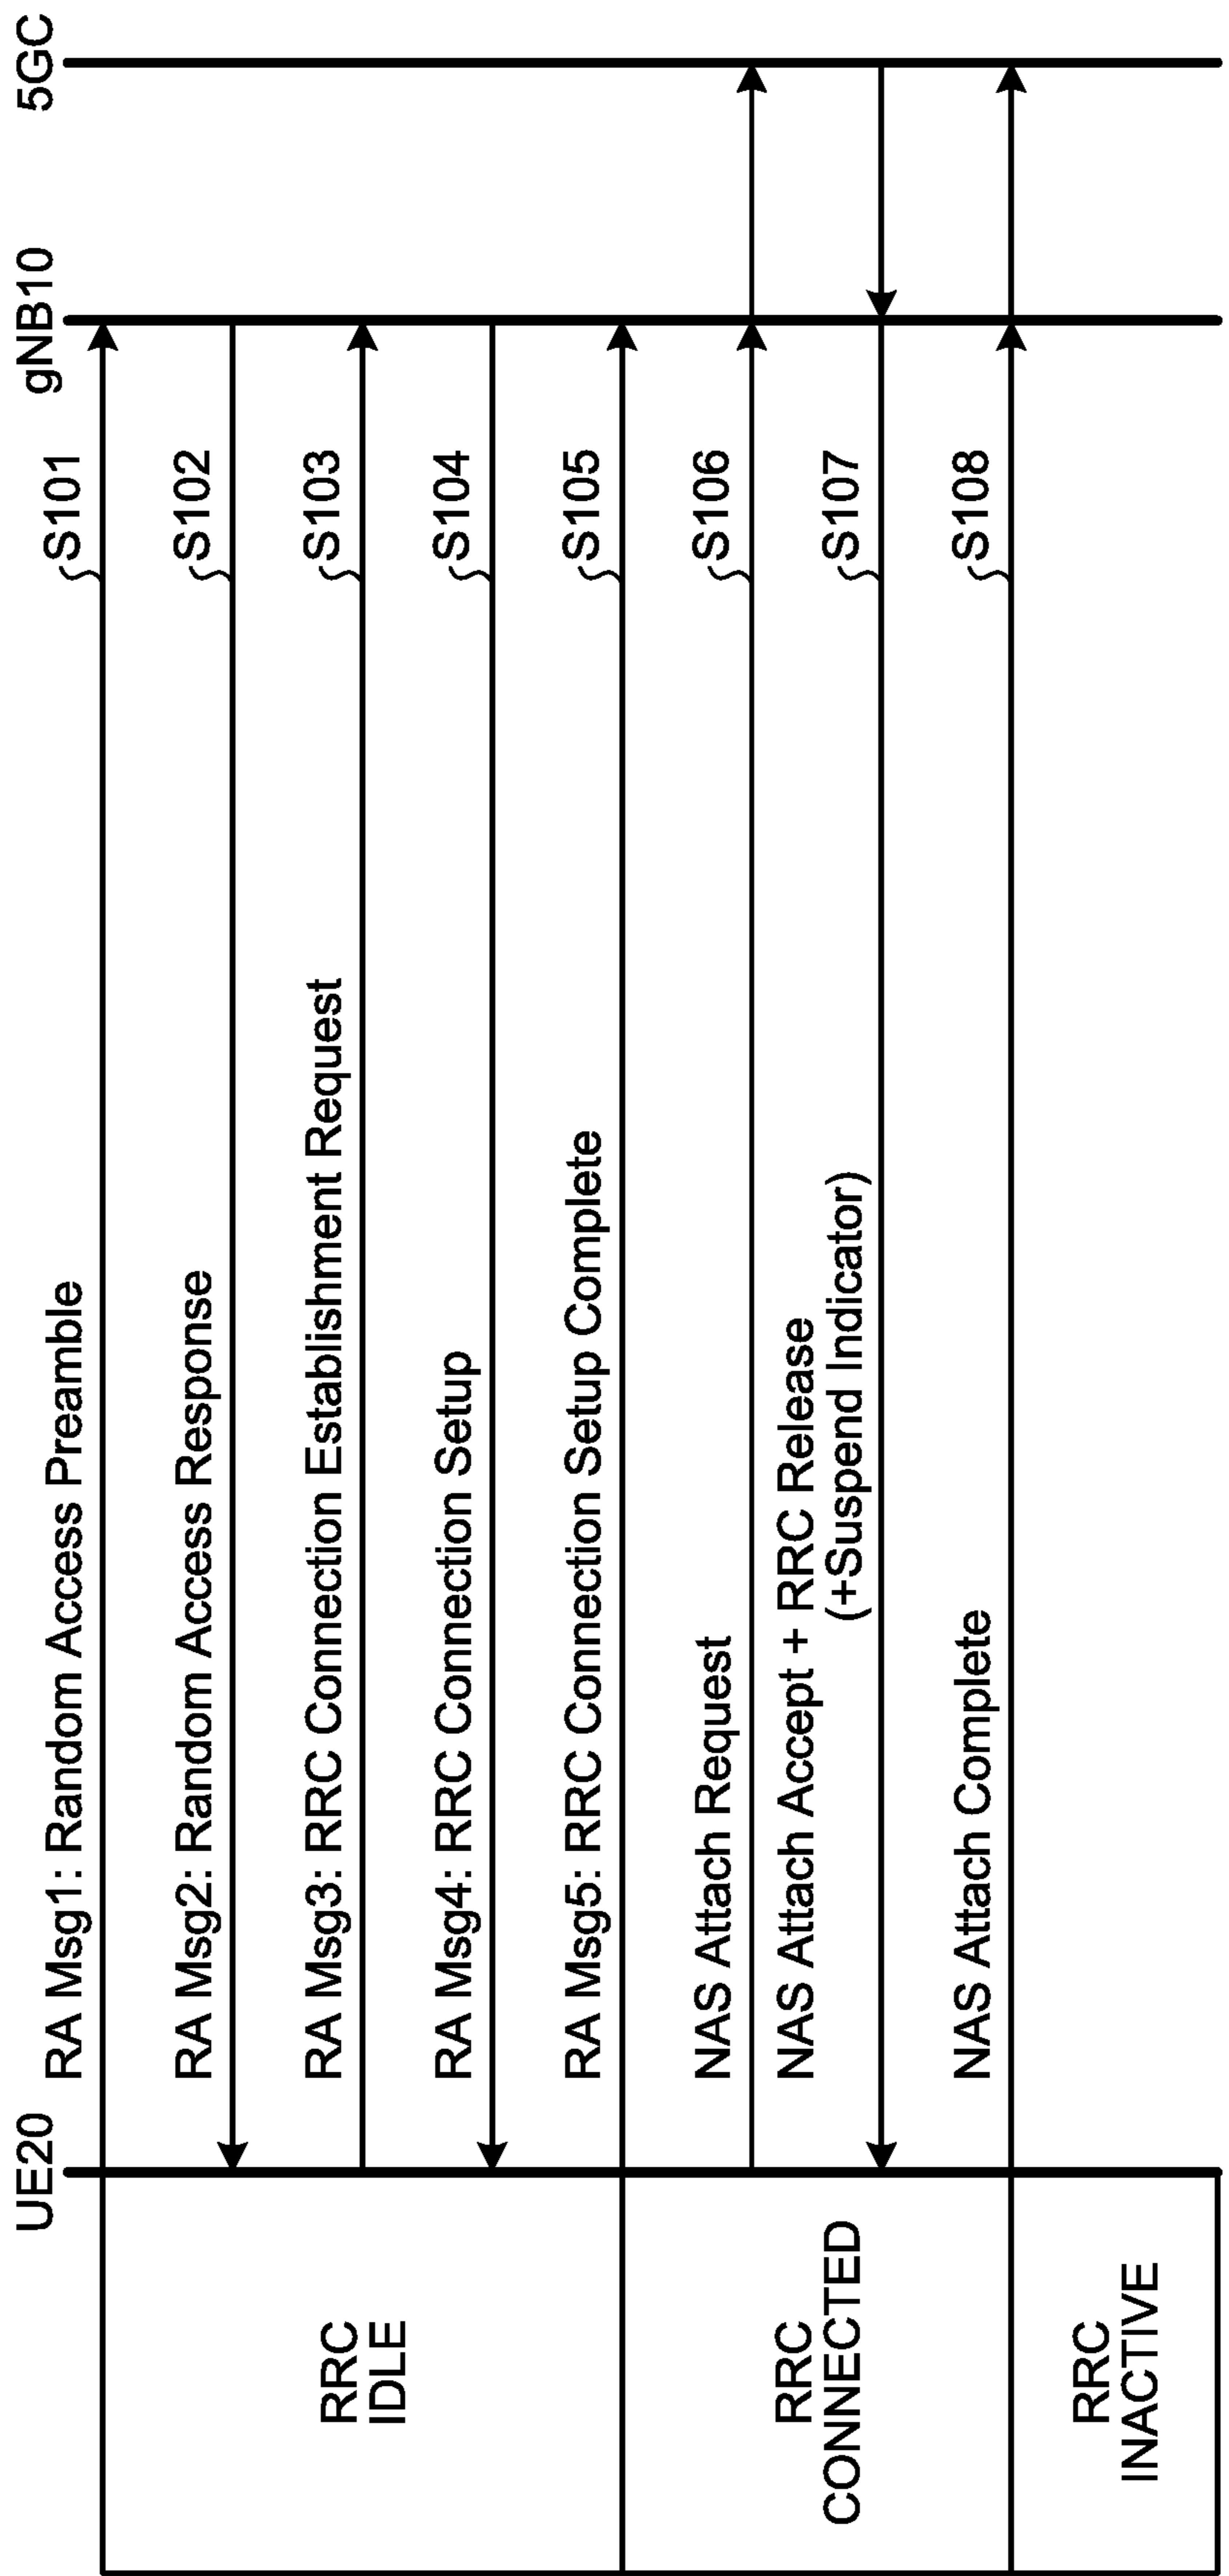 UE20
gNB10
5GC
RA Msg1: Random Access Preamble
S101
RA Msg2: Random Access Response
S102
RRC
IDLE
RA Msg3: RRC Connection Establishment Request
S103
RA Msg4: RRC Connection Setup
S104
RA Msg5: RRC Connection Setup Complete
S105
NAS Attach Request
S106
RRC
CONNECTED
NAS Attach Accept + RRC Release
(+Suspend Indicator)
S107
NAS Attach Complete
S108
RRC
INACTIVE